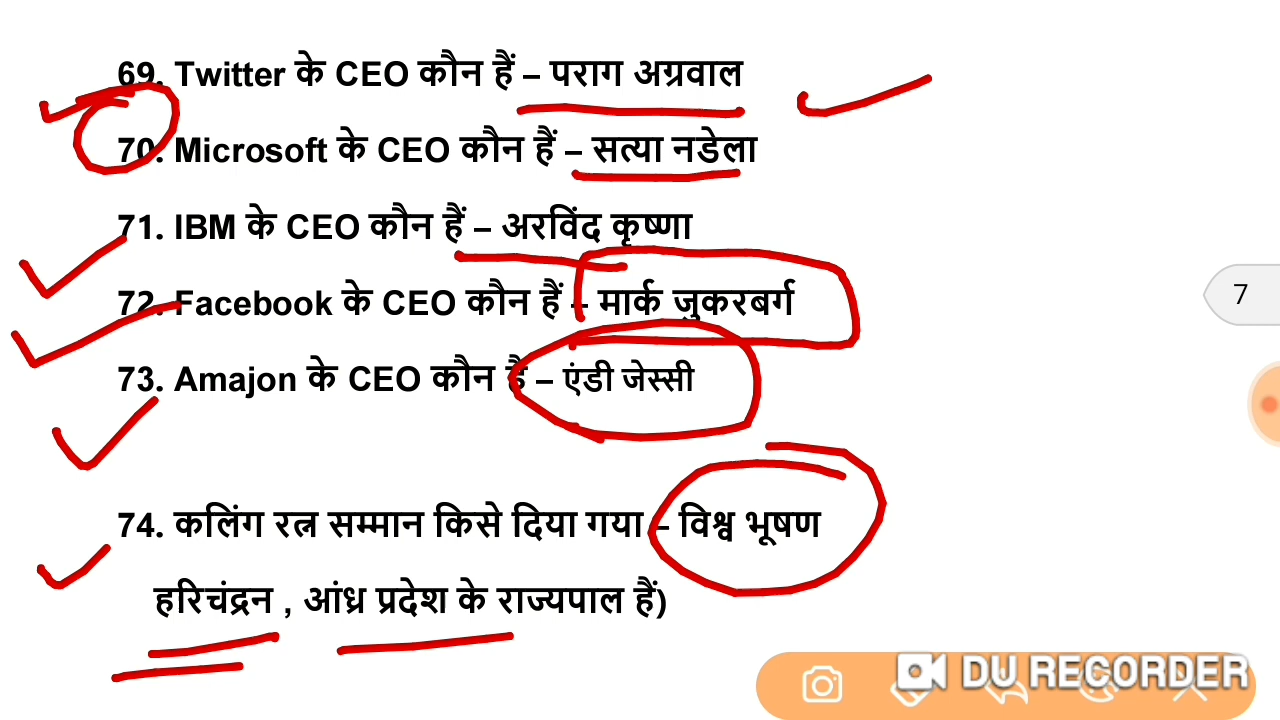 69. Twitter के CEO कौन हैं – पराग अग्रवाल
70. Microsoft के CEO कौन हैं – सत्या नडेला
71. IBM के CEO कौन हैं – अरविंद कृष्णा
72. Facebook के CEO कौन हैं – मार्क जुकरबर्ग
7
73. Amajon के CEO कौन हैं – एंडी जेस्सी
74. कलिंग रत्न सम्मान किसे दिया गया – विश्व भूषण
हरिचंद्रन , आंध्र प्रदेश के राज्यपाल हैं)
DU RECORDER